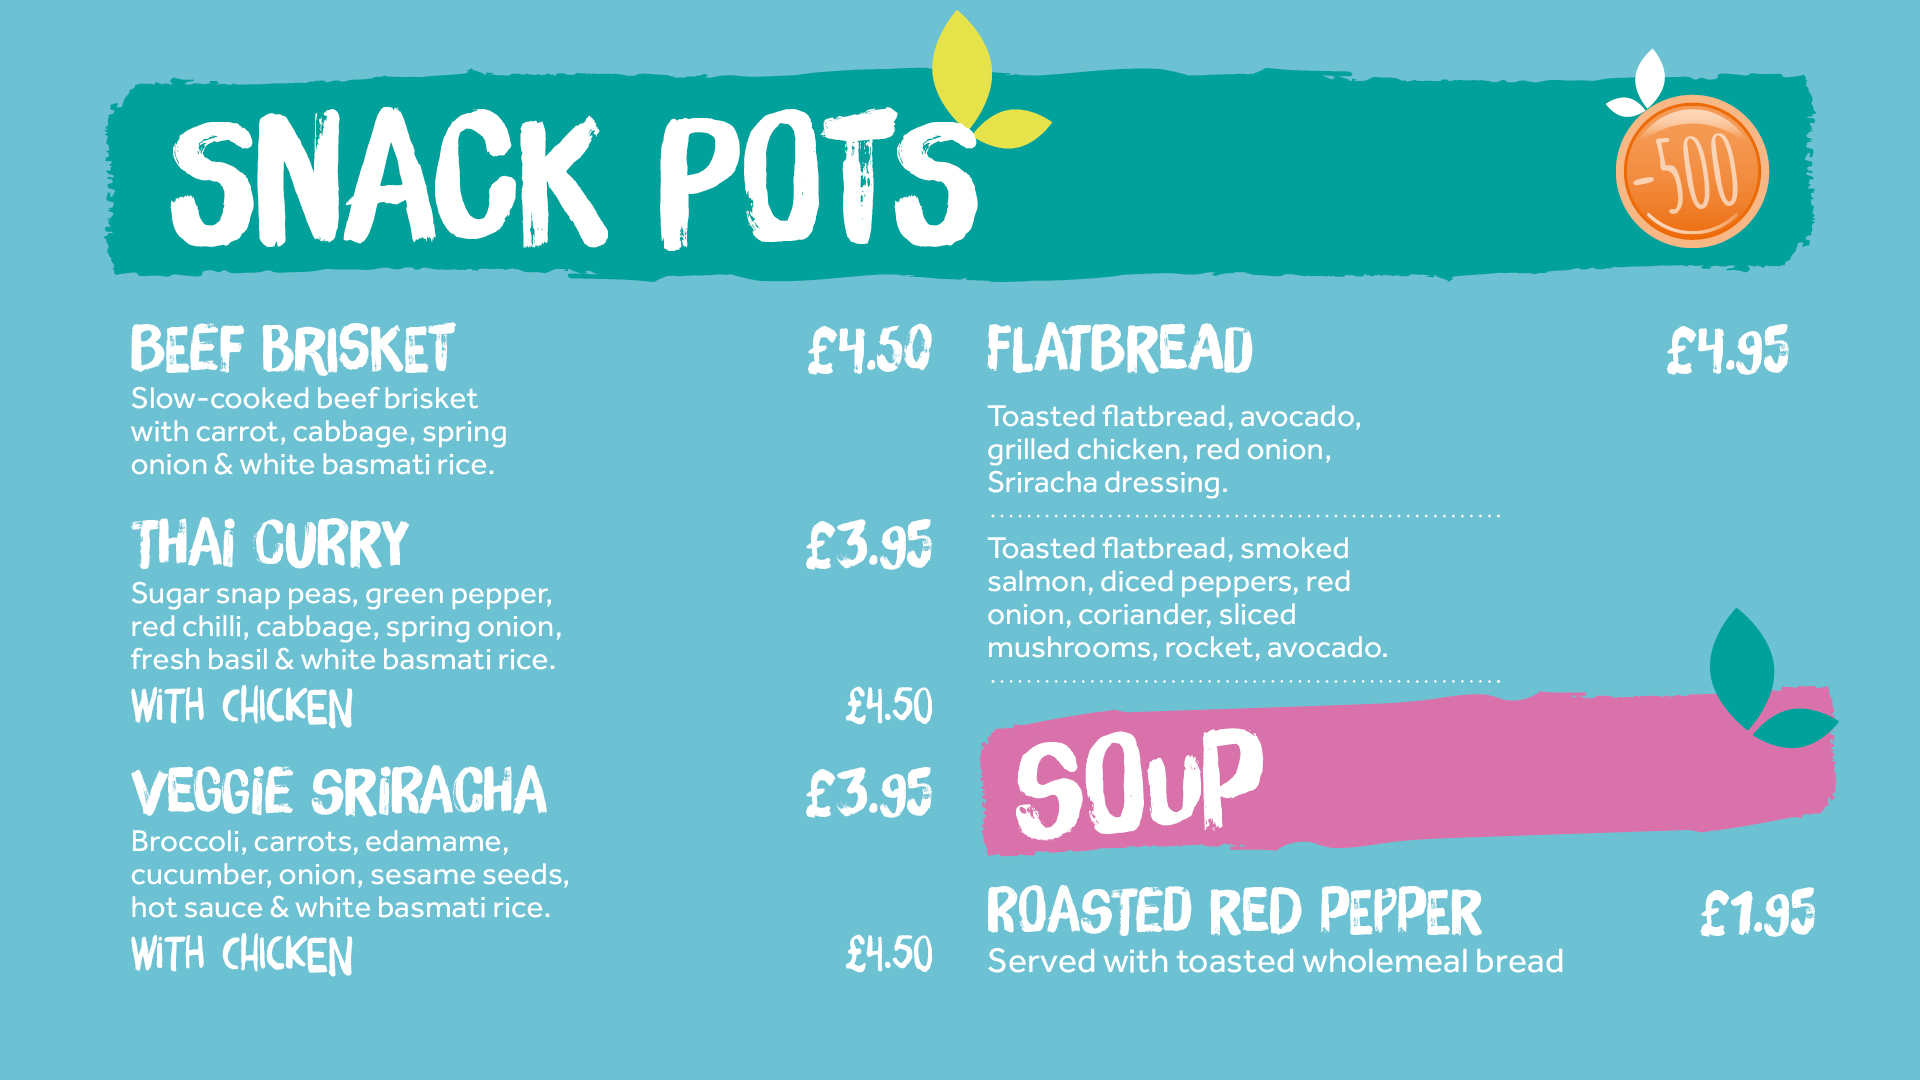 SNACK POTS
-500
BEEF BRISKET £4.50
Slow-cooked beef brisket
with carrot, cabbage, spring
onion & white basmati rice.
THAi CURRY £3.95
Sugar snap peas, green pepper,
red chilli, cabbage, spring onion,
fresh basil & white basmati rice.
WiTH CHICKEN £4.50
VEGGiE SRiRACHA £3.95
Broccoli, carrots, edamame,
cucumber, onion, sesame seeds,
hot sauce & white basmati rice.
WiTH CHICKEN £4.50
FLATBREAD £4.95
Toasted flatbread, avocado,
grilled chicken, red onion,
Sriracha dressing.
Toasted flatbread, smoked
salmon, diced peppers, red
onion, coriander, sliced
mushrooms, rocket, avocado.
SOuP
ROASTED RED PEPPER £1.95
Served with toasted wholemeal bread